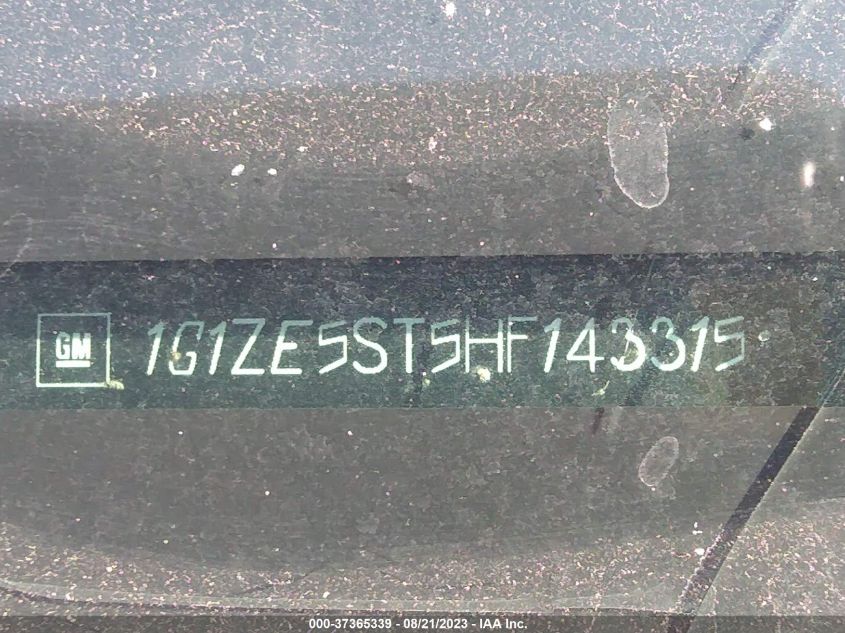 GM 1G1ZE5ST5HF143315
000-37365339 - 08/21/2023 - IAA Inc.